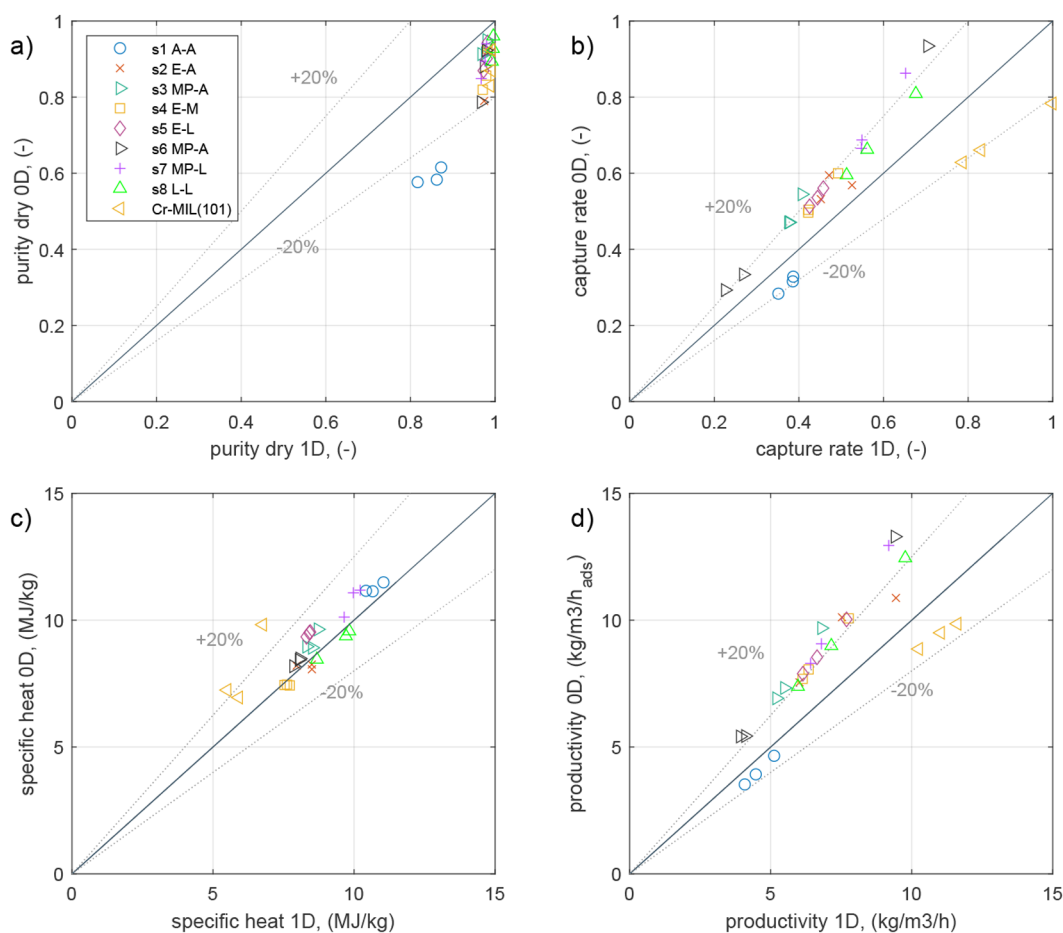 a)
1
0.8
0.6
0.4
0.2
0
0
0.2
0.4
0.6
0.8
1
purity dry 0D, (-)
purity dry 1D, (-)
s1 A-A
s2 E-A
s3 MP-A
s4 E-M
s5 E-L
s6 MP-A
s7 MP-L
s8 L-L
Cr-MIL(101)
+20%
-20%
b)
1
0.8
0.6
0.4
0.2
0
0
0.2
0.4
0.6
0.8
1
capture rate 0D, (-)
capture rate 1D, (-)
+20%
-20%
c)
15
10
5
0
0
5
10
15
specific heat 0D, (MJ/kg)
specific heat 1D, (MJ/kg)
+20%
-20%
d)
15
10
5
0
0
5
10
15
productivity 0D, (kg/m3/h_ads)
productivity 1D, (kg/m3/h)
+20%
-20%